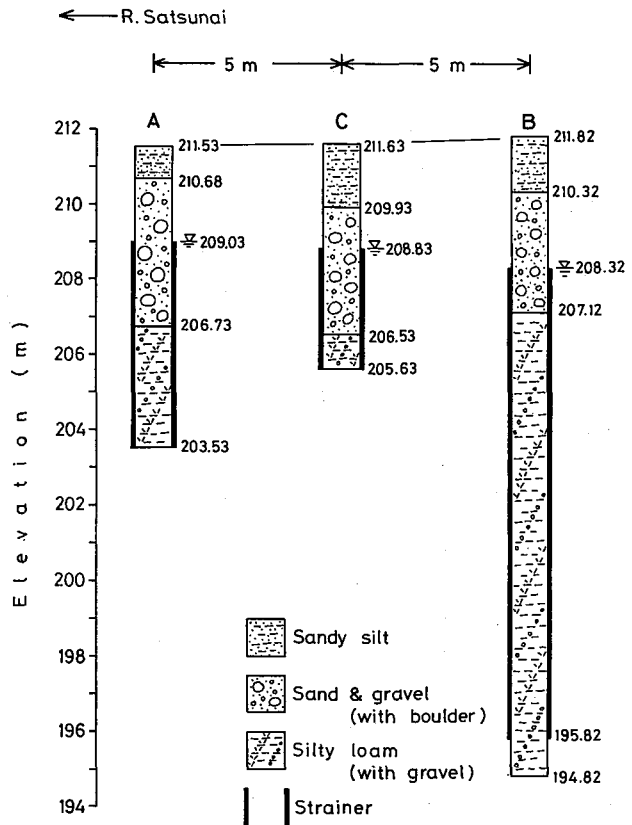 R. Satsunai
5 m
5 m
A
C
B
212
210
208
206
204
202
200
198
196
194
Elevation (m)
211.53
210.68
209.03
206.73
203.53
211.63
209.93
208.83
206.53
205.63
211.82
210.32
208.32
207.12
195.82
194.82
Sandy silt
Sand & gravel
(with boulder)
Silty loam
(with gravel)
Strainer